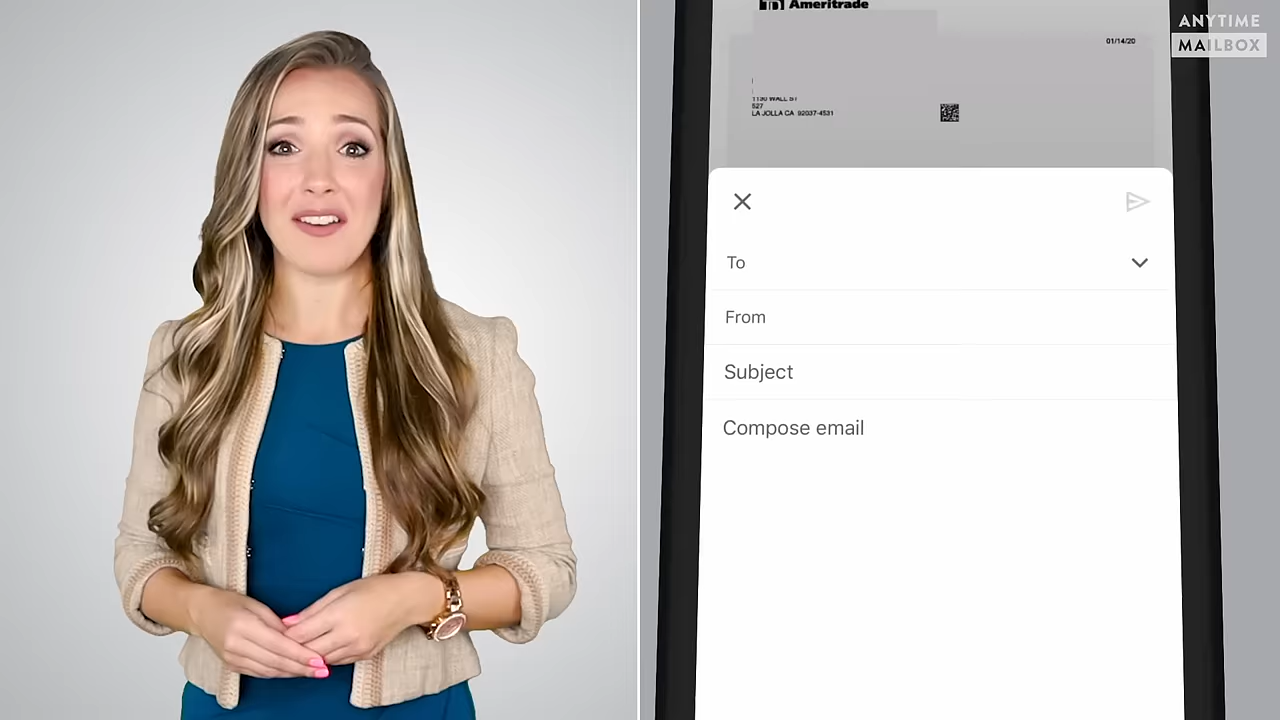 Ameritrade
ANYTIME
MAILBOX
01/14/20
1130 WALL ST
527
LA JOLLA CA 92037-4531
To
From
Subject
Compose email